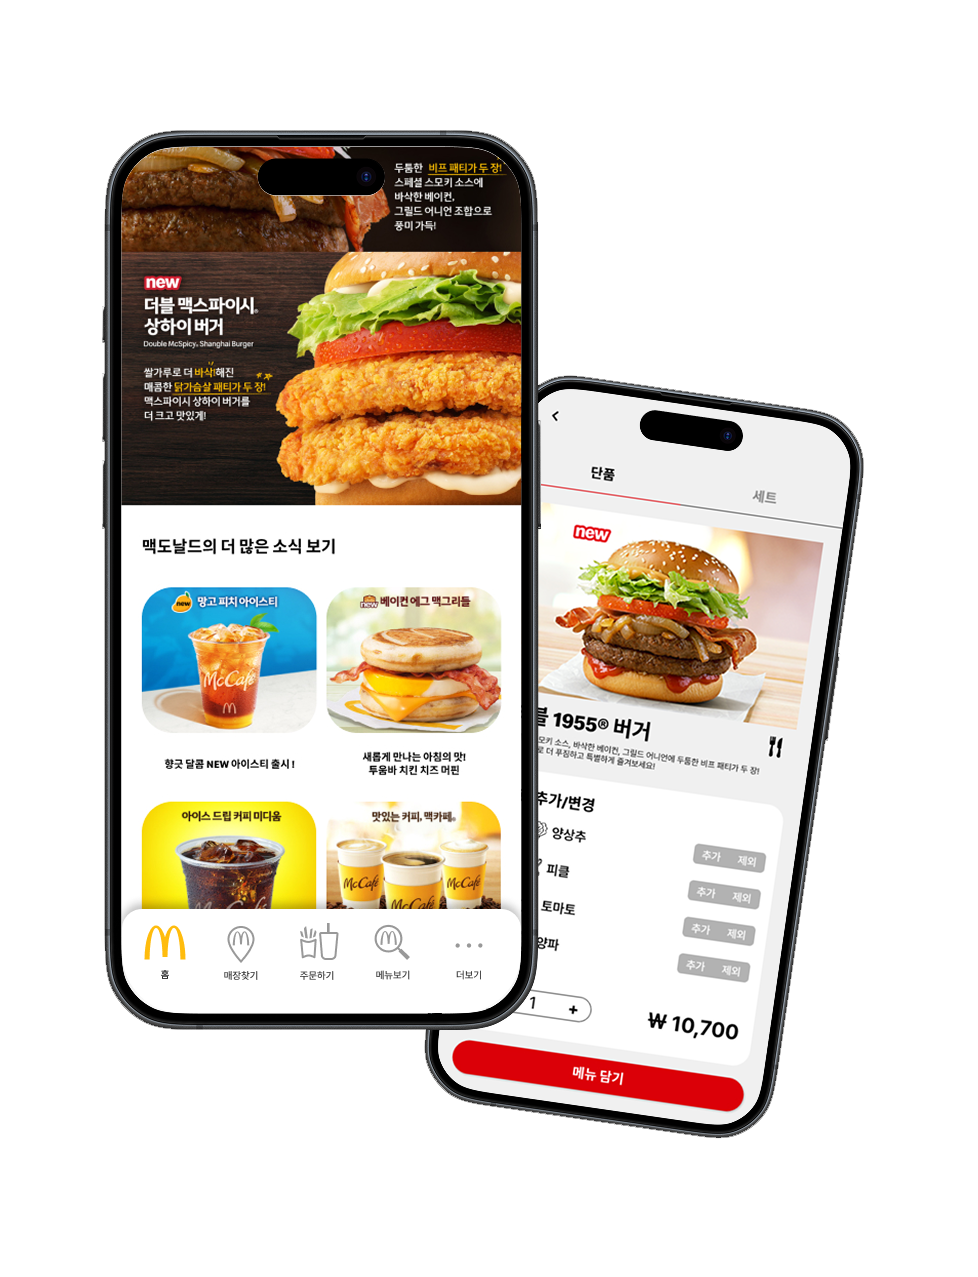 두툼한 비프 패티가 두 장!
스페셜 스모키 소스에
바삭한 베이컨,
그릴드 어니언 조합으로
풍미 가득!
new
더블 맥스파이시®
상하이 버거
Double McSpicy® Shanghai Burger
쌀가루로 더 바삭!해진
매콤한 닭가슴살 패티가 두 장!
맥스파이시 상하이 버거를
더 크고 맛있게!
맥도날드의 더 많은 소식 보기
new 망고 피치 아이스티
McCafé
향긋 달콤 NEW 아이스티 출시 !
new 베이컨 에그 맥그리들
새롭게 만나는 아침의 맛!
투움바 치킨 치즈 머핀
아이스 드립 커피 미디움
McCafé
맛있는 커피, 맥카페®
McCafé
McCafé
McCafé
홈
매장찾기
주문하기
메뉴보기
더보기
단품
세트
new
블 1955® 버거
모키 소스, 바삭한 베이컨, 그릴드 어니언에 두툼한 비프 패티가 두 장!
로 더 푸짐하고 특별하게 즐겨보세요!
추가/변경
양상추
추가 제외
피클
추가 제외
토마토
추가 제외
양파
추가 제외
1 +
₩ 10,700
메뉴 담기